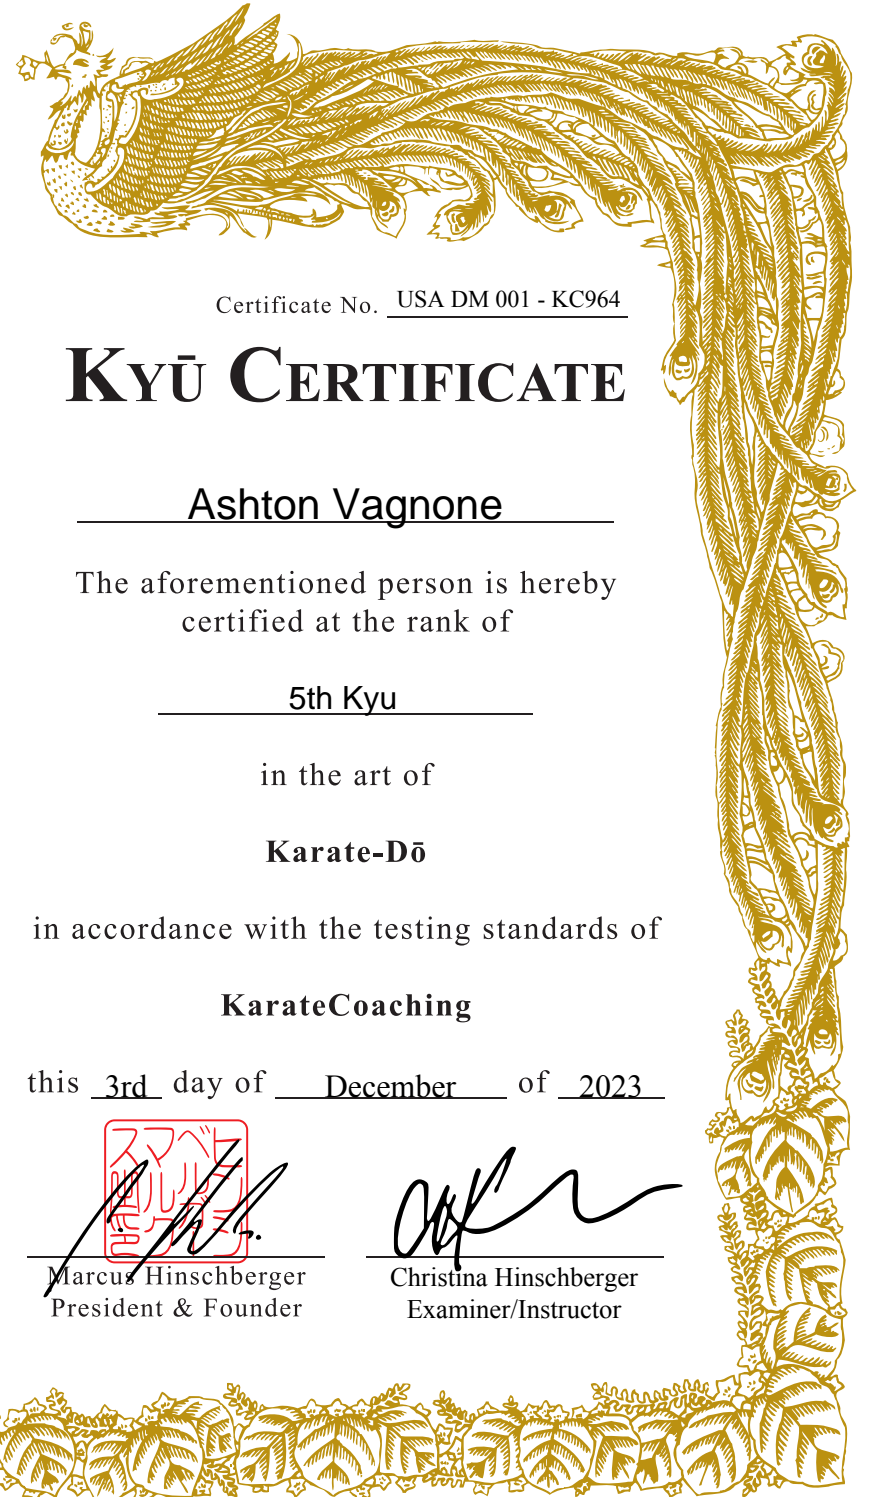 Certificate No. USA DM 001 - KC964
KYŪ CERTIFICATE
Ashton Vagnone
The aforementioned person is hereby
certified at the rank of
5th Kyu
in the art of
Karate-Dō
in accordance with the testing standards of
KarateCoaching
this 3rd day of December of 2023
Marcus Hinschberger
President & Founder
Christina Hinschberger
Examiner/Instructor